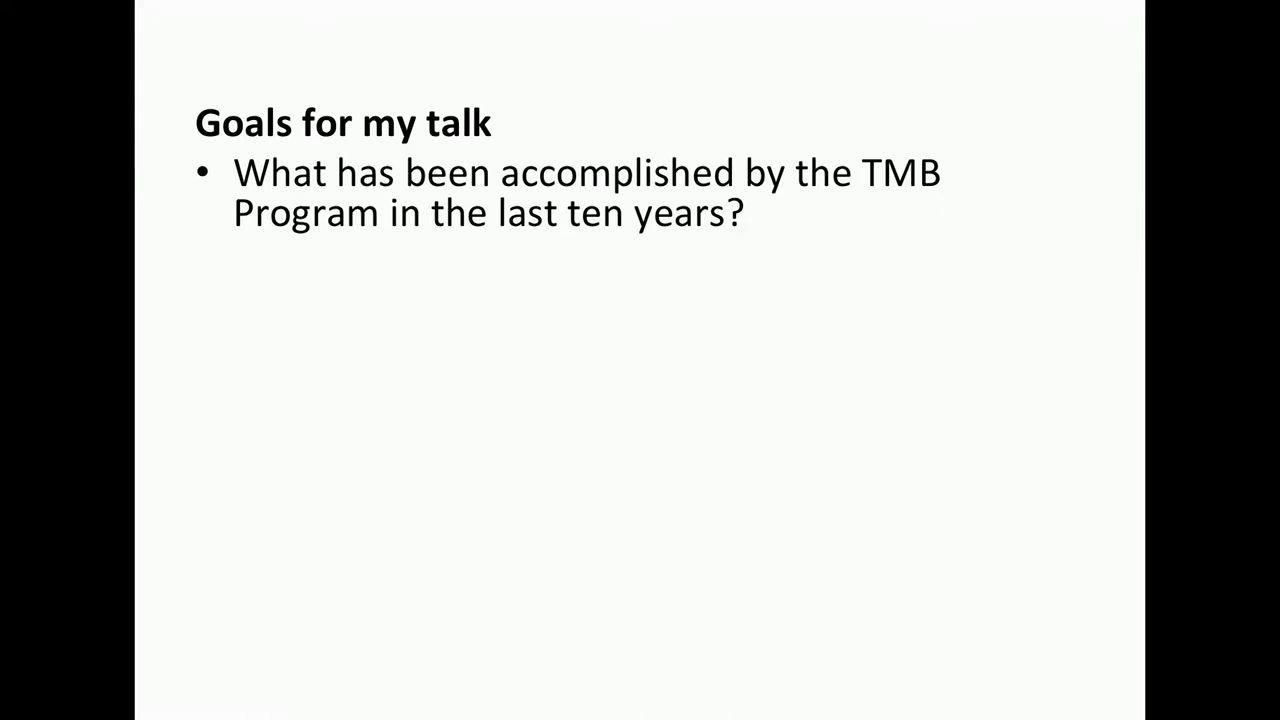 Goals for my talk
• What has been accomplished by the TMB
Program in the last ten years?